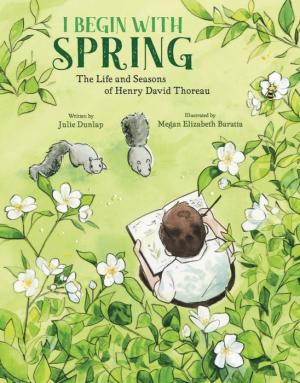 I BEGIN WITH
SPRING
The Life and Seasons
of Henry David Thoreau
Written by
Julie Dunlap
Illustrated by
Megan Elizabeth Baratta